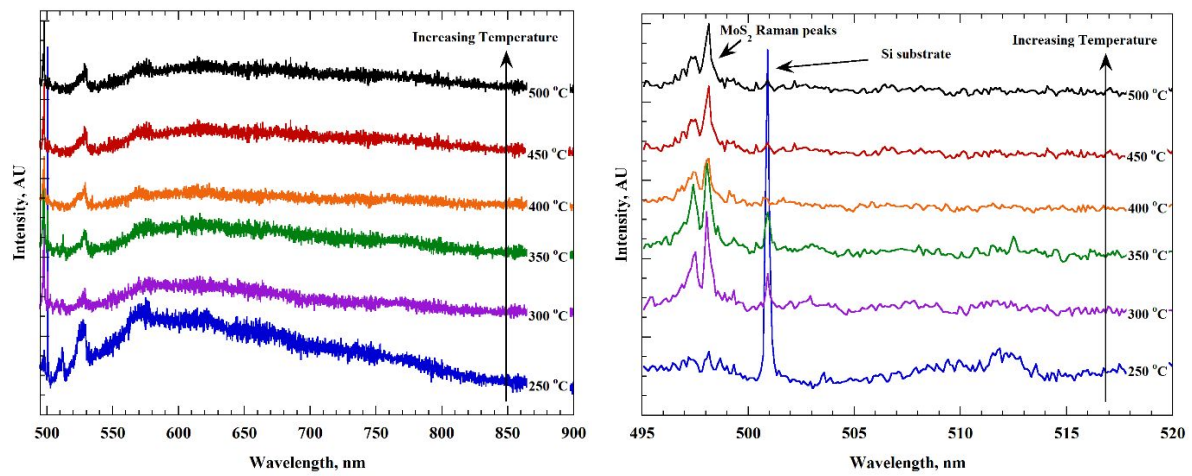 Increasing Temperature
500 °C
450 °C
400 °C
350 °C
300 °C
250 °C
Intensity, AU
500 550 600 650 700 750 800 850 900
Wavelength, nm
MoS₂ Raman peaks
Si substrate
Increasing Temperature
500 °C
450 °C
400 °C
350 °C
300 °C
250 °C
Intensity, AU
495 500 505 510 515 520
Wavelength, nm